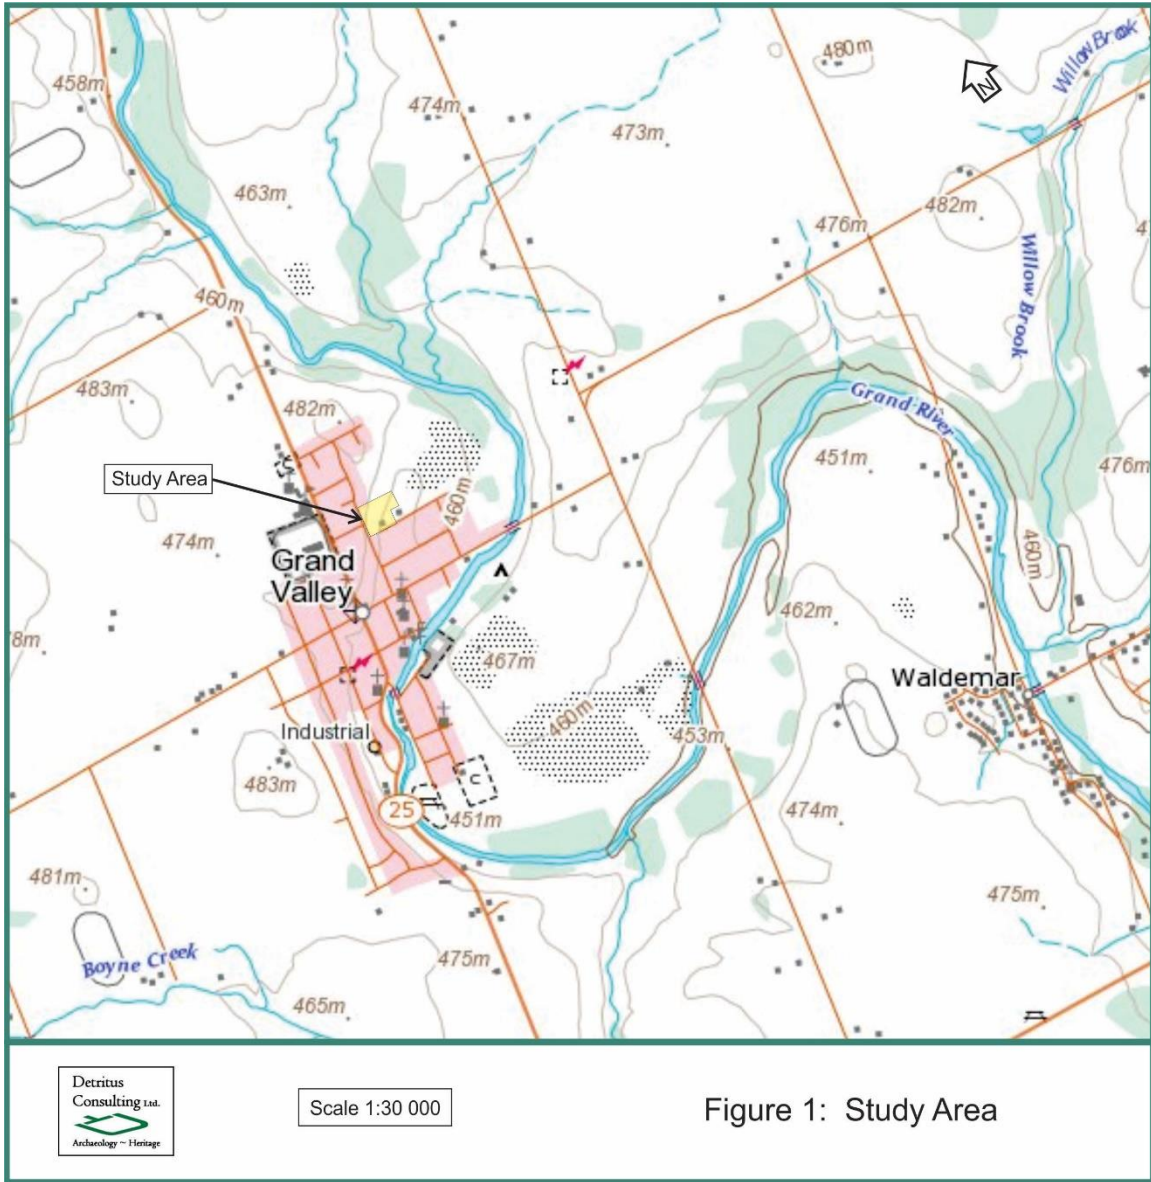 480m
Willow Brook
N
458m
474m
473m
463m
482m
476m
Willow Brook
460m
483m
482m
Grand River
451m
476m
Study Area
460m
474m
Grand
Valley
460m
462m
467m
Waldemar
460m
Industrial
453m
483m
C
474m
25
451m
481m
475m
Boyne Creek
475m
465m
Detritus
Consulting Ltd.
Archaeology ~ Heritage
Scale 1:30 000
Figure 1: Study Area